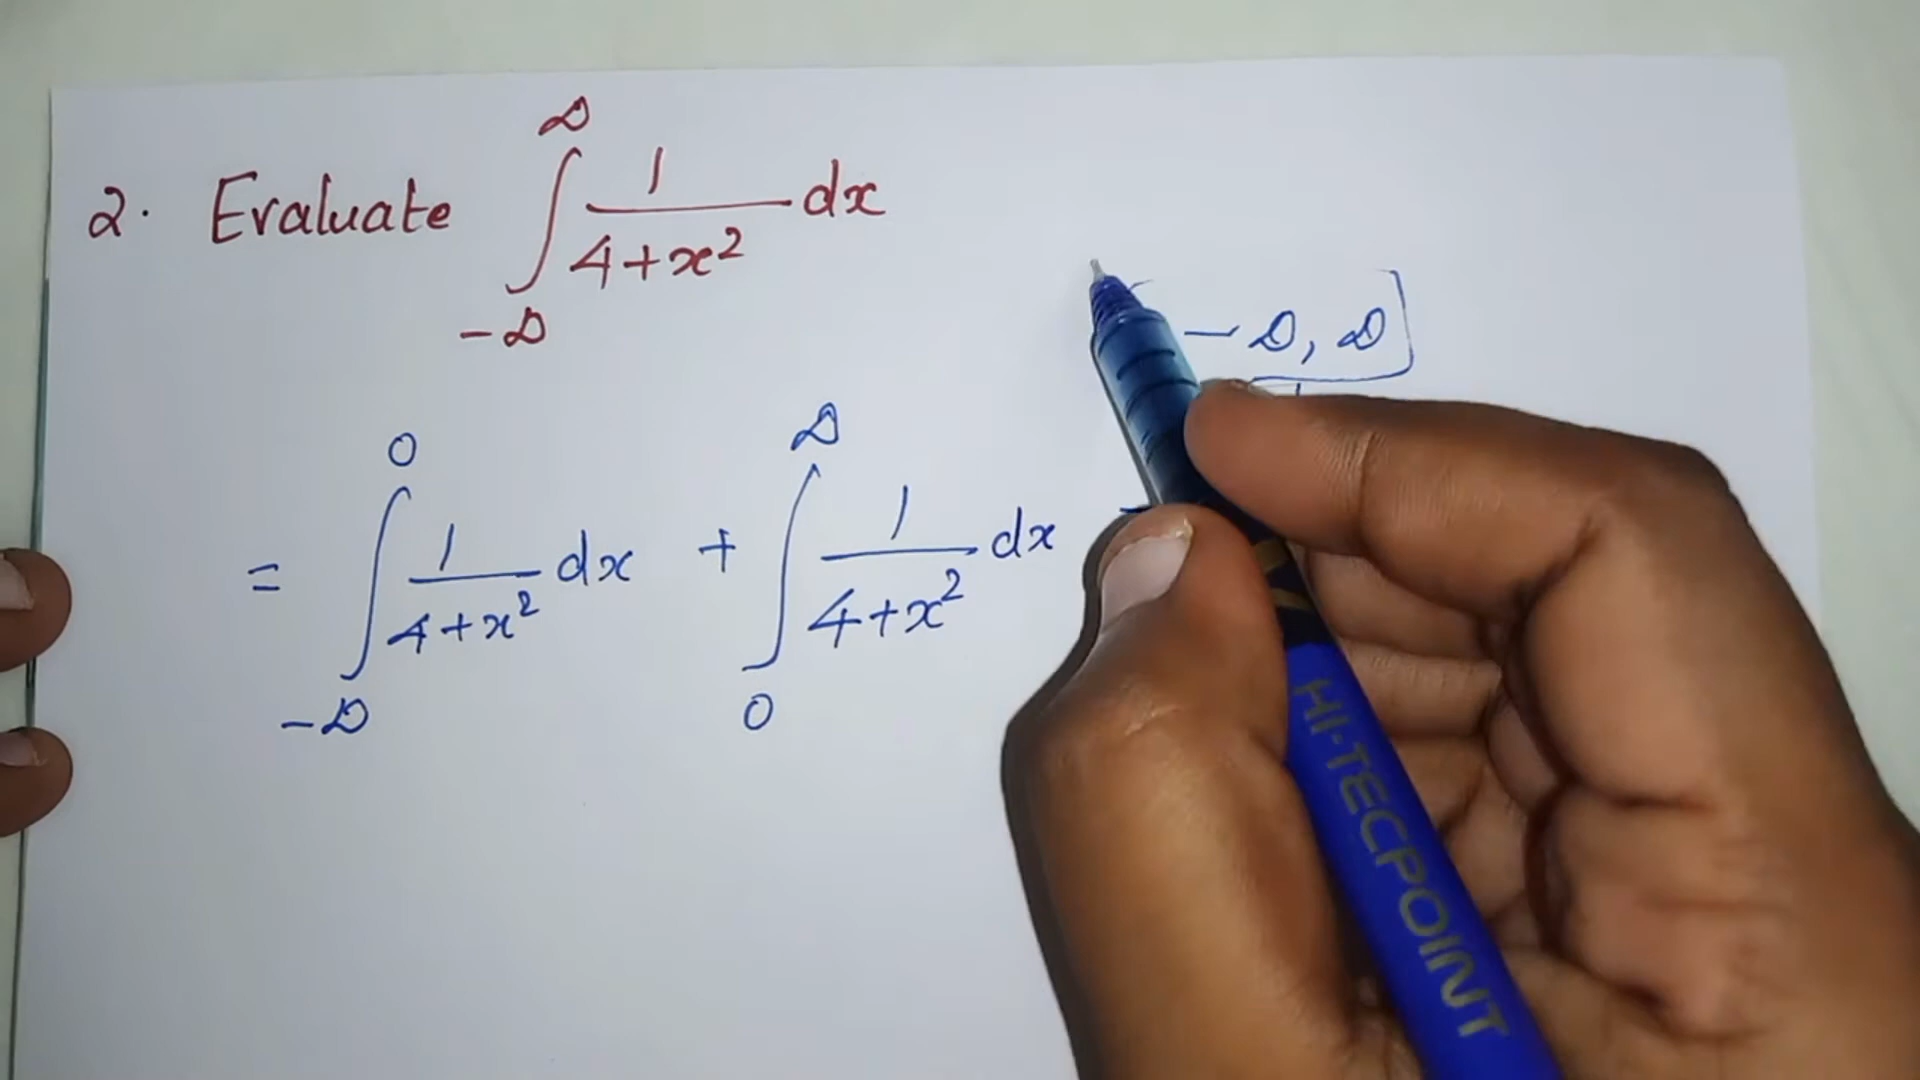 2. Evaluate ∫_{-∞}^{∞} 1/(4+x²) dx
- ∞, ∞]
= ∫_{-∞}^{0} 1/(4+x²) dx + ∫_{0}^{∞} 1/(4+x²) dx
HI-TECPOINT